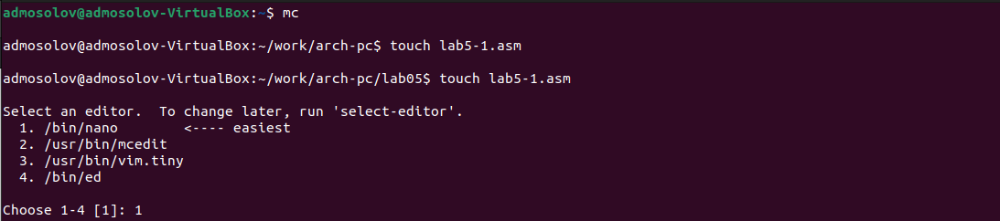 admosolov@admosolov-VirtualBox:~$ mc
admosolov@admosolov-VirtualBox:~/work/arch-pc$ touch lab5-1.asm
admosolov@admosolov-VirtualBox:~/work/arch-pc/lab05$ touch lab5-1.asm
Select an editor.  To change later, run 'select-editor'.
  1. /bin/nano        <---- easiest
  2. /usr/bin/mcedit
  3. /usr/bin/vim.tiny
  4. /bin/ed
Choose 1-4 [1]: 1